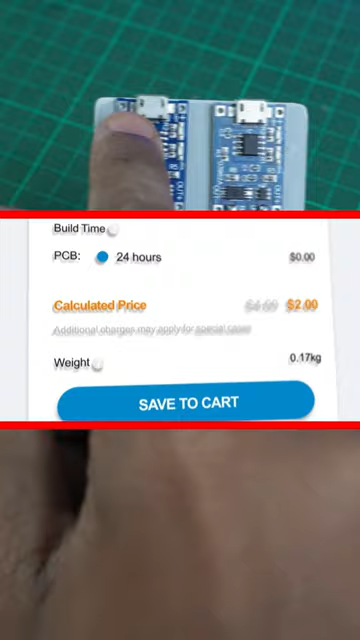 Build Time
PCB: 24 hours $0.00
Calculated Price $4.00 $2.00
Additional charges may apply for special cases
Weight 0.17kg
SAVE TO CART